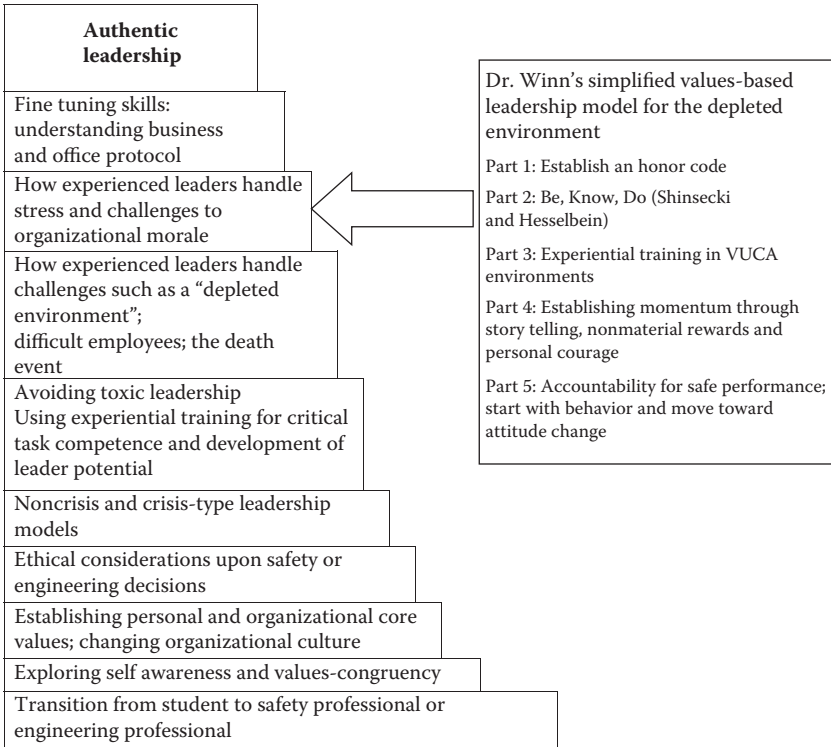 Authentic
leadership
Fine tuning skills:
understanding business
and office protocol
How experienced leaders handle
stress and challenges to
organizational morale
How experienced leaders handle
challenges such as a “depleted
environment”;
difficult employees; the death
event
Avoiding toxic leadership
Using experiential training for critical
task competence and development of
leader potential
Noncrisis and crisis-type leadership
models
Ethical considerations upon safety or
engineering decisions
Establishing personal and organizational core
values; changing organizational culture
Exploring self awareness and values-congruency
Transition from student to safety professional or
engineering professional
Dr. Winn’s simplified values-based
leadership model for the depleted
environment
Part 1: Establish an honor code
Part 2: Be, Know, Do (Shinsecki
and Hesselbein)
Part 3: Experiential training in VUCA
environments
Part 4: Establishing momentum through
story telling, nonmaterial rewards and
personal courage
Part 5: Accountability for safe performance;
start with behavior and move toward
attitude change